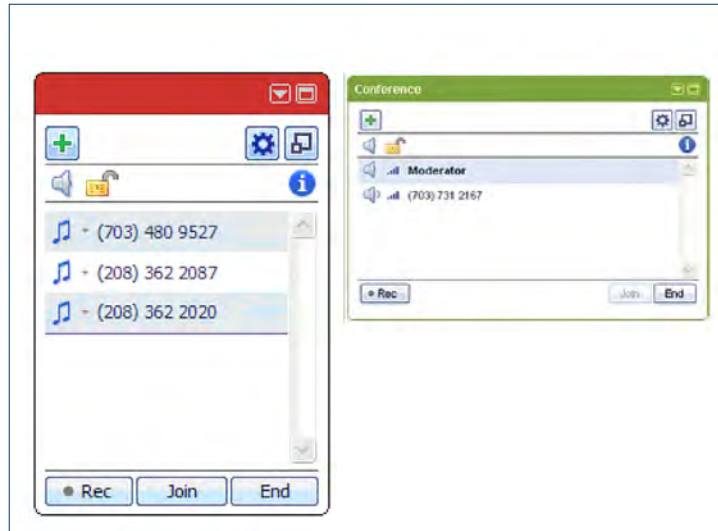 (703) 480 9527
(208) 362 2087
(208) 362 2020
Rec
Join
End
Conference
Moderator
(703) 731 2167
Rec
Join
End